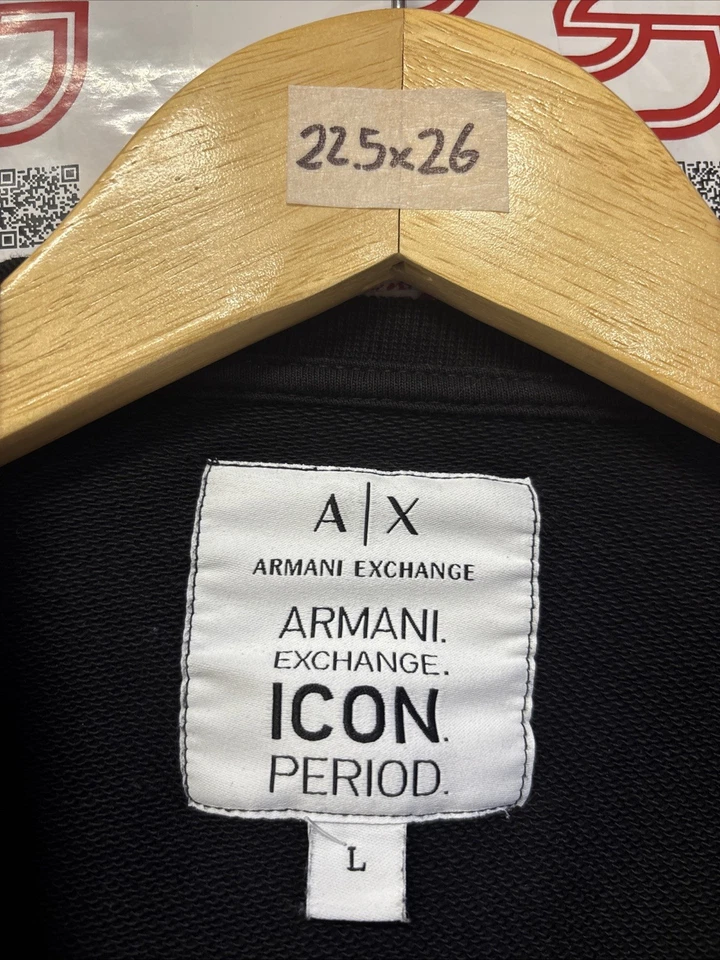 22.5x26
A|X
ARMANI EXCHANGE
ARMANI.
EXCHANGE.
ICON.
PERIOD.
L